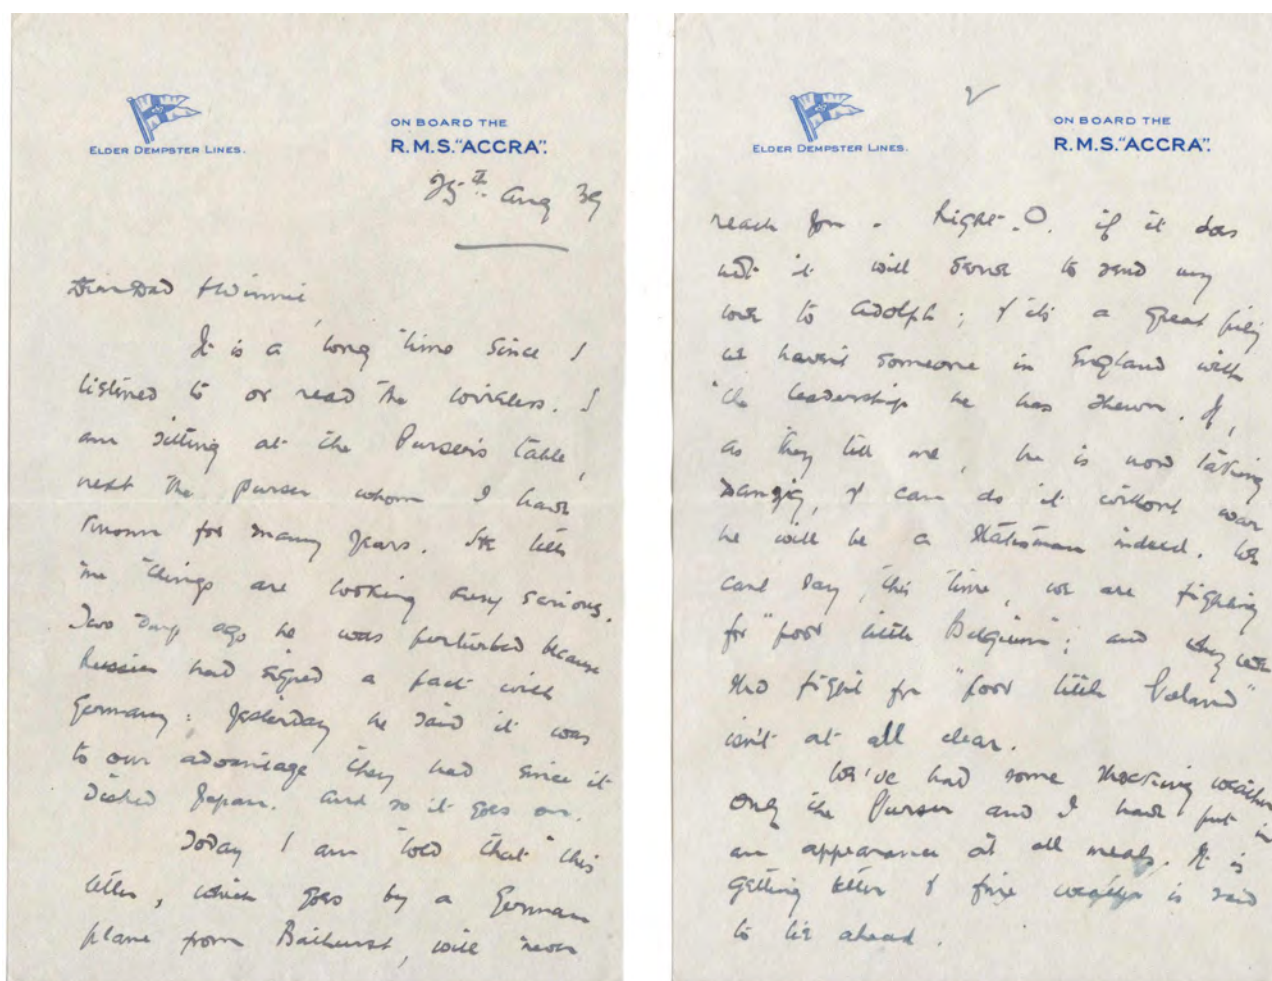 ELDER DEMPSTER LINES.
ON BOARD THE
R.M.S. "ACCRA".
25th Aug 39
Dear Dad & Winnie,
It is a long time since I
listened to or read the wireless. I
am sitting at the Purser's table,
next the purser whom I have
known for many years. He tells
me things are looking very serious.
Two days ago he was perturbed because
Russia had signed a pact with
Germany; yesterday he said it was
to our advantage they had since it
dished Japan. And so it goes on.
Today I am told that this
letter, which goes by a German
plane from Bathurst, will never
2
ELDER DEMPSTER LINES.
ON BOARD THE
R.M.S. "ACCRA".
reach you. Right-O. if it does
not it will serve to send my
love to Adolph; & it's a great pity
we haven't someone in England with
the leadership he has shewn. If,
as they tell me, he is now taking
Danzig, & can do it without war
he will be a statesman indeed. We
cant say, this time, we are fighting
for "poor little Belgium"; and why we
shd fight for "poor little Poland"
isn't at all clear.
We've had some shocking weather
only the Purser and I have put in
an appearance at all meals. It is
getting better & fine weather is said
to lie ahead.